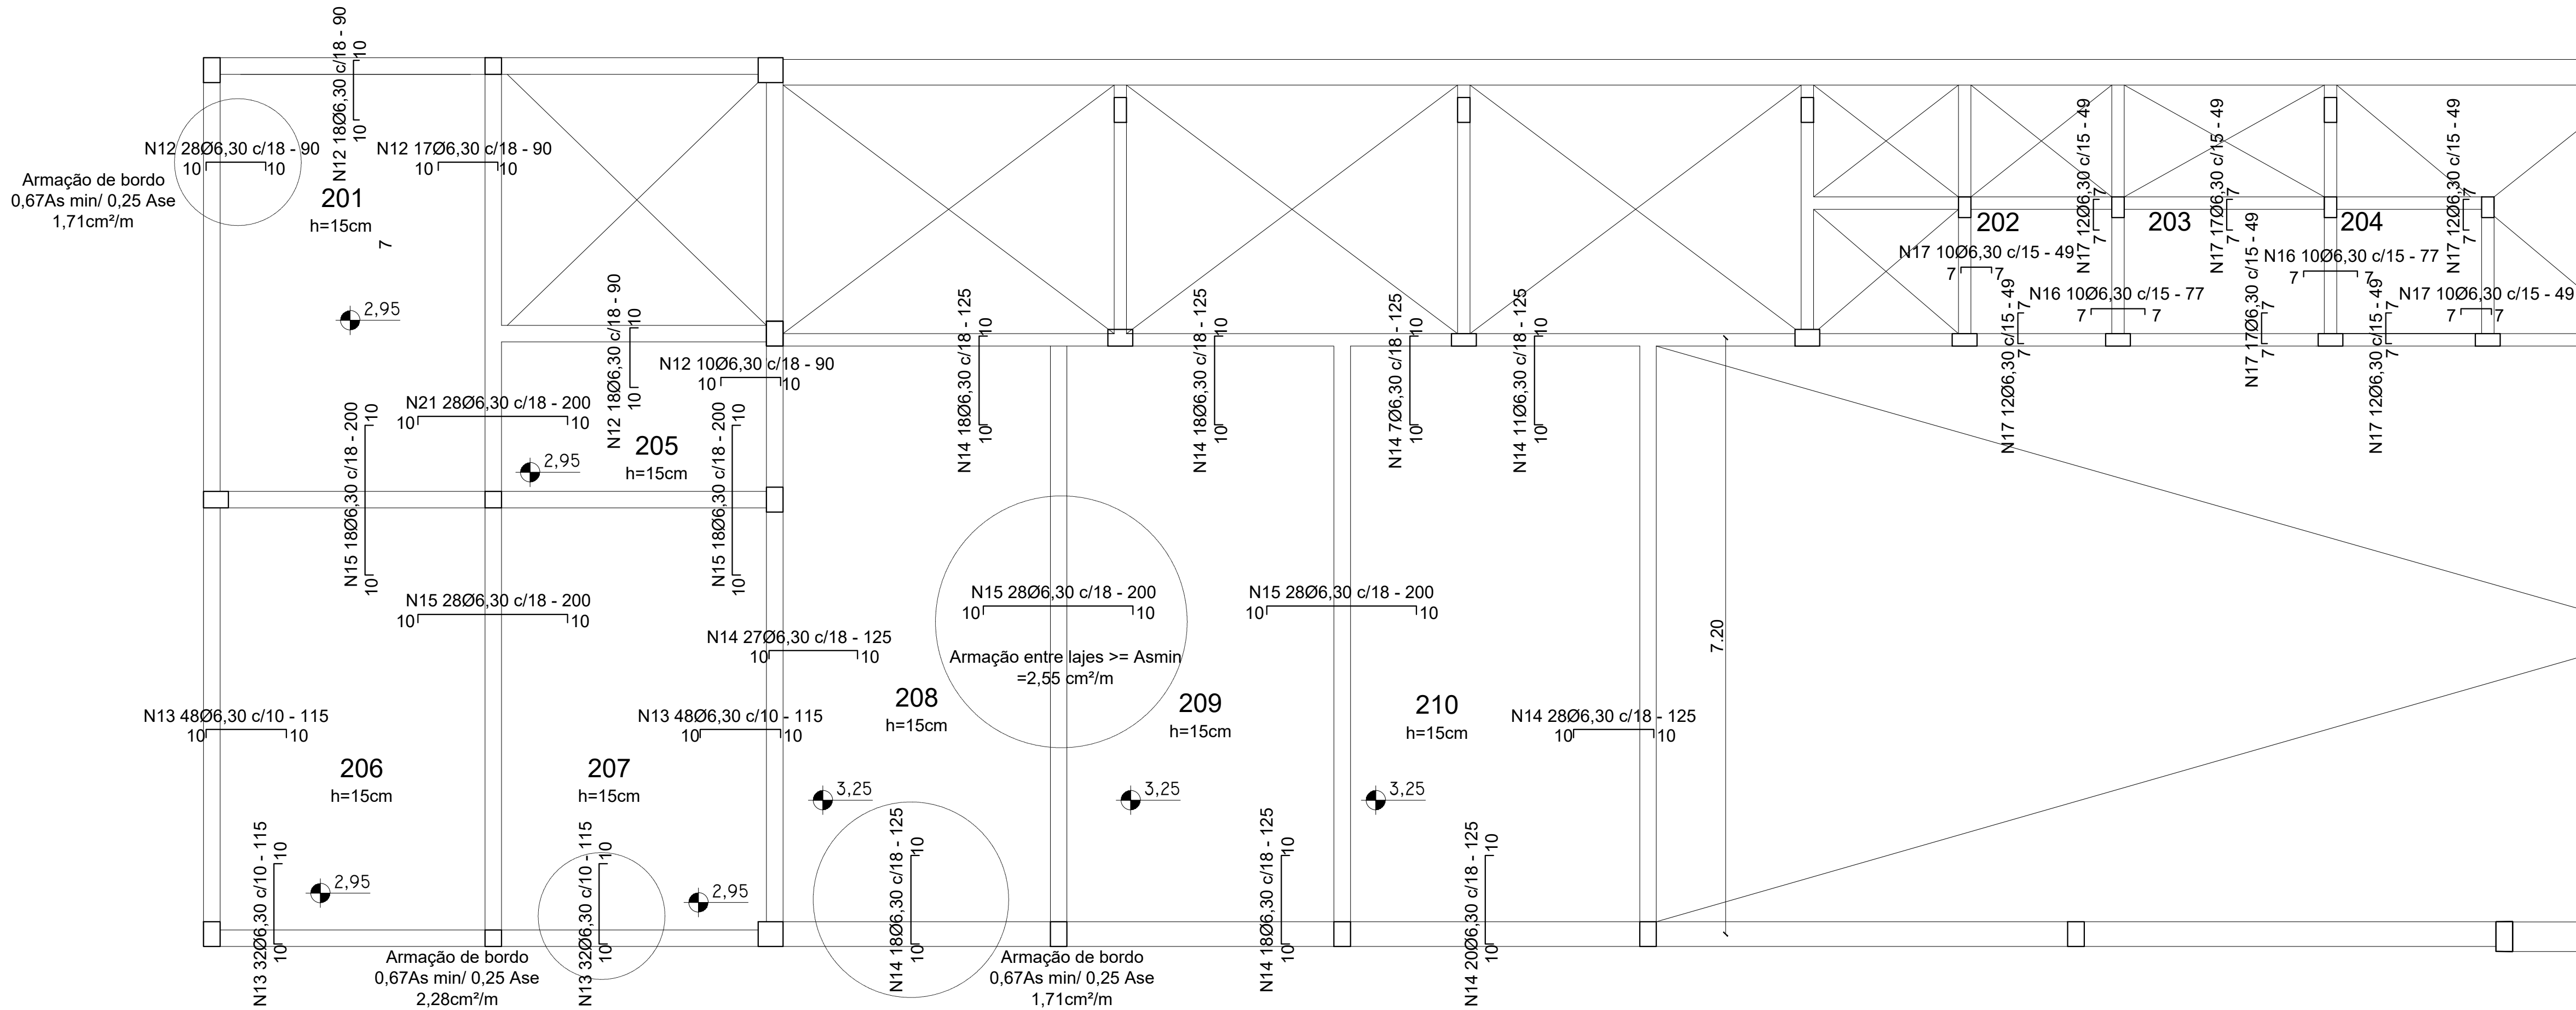 N12 18Ø6,30 c/18 - 90
10
10
N12 28Ø6,30 c/18 - 90
10
10
N12 17Ø6,30 c/18 - 90
10
10
Armação de bordo
0,67As min/ 0,25 Ase
1,71cm²/m
201
h=15cm
7
2,95
N17 12Ø6,30 c/15 - 49
7
7
N17 17Ø6,30 c/15 - 49
7
7
N17 12Ø6,30 c/15 - 49
7
7
202
203
204
N17 10Ø6,30 c/15 - 49
7
7
N16 10Ø6,30 c/15 - 77
7
7
N16 10Ø6,30 c/15 - 77
7
7
N17 10Ø6,30 c/15 - 49
7
7
N17 12Ø6,30 c/15 - 49
7
7
N17 17Ø6,30 c/15 - 49
7
7
N17 12Ø6,30 c/15 - 49
7
7
N12 18Ø6,30 c/18 - 90
10
10
N12 10Ø6,30 c/18 - 90
10
10
N14 18Ø6,30 c/18 - 125
10
10
N14 18Ø6,30 c/18 - 125
10
10
N14 7Ø6,30 c/18 - 125
10
10
N14 11Ø6,30 c/18 - 125
10
10
N21 28Ø6,30 c/18 - 200
10
10
N15 18Ø6,30 c/18 - 200
10
10
205
h=15cm
2,95
N15 18Ø6,30 c/18 - 200
10
10
N15 28Ø6,30 c/18 - 200
10
10
N15 28Ø6,30 c/18 - 200
10
10
N15 28Ø6,30 c/18 - 200
10
10
Armação entre lajes >= Asmin
=2,55 cm²/m
7.20
N14 27Ø6,30 c/18 - 125
10
10
N13 48Ø6,30 c/10 - 115
10
10
N13 48Ø6,30 c/10 - 115
10
10
208
h=15cm
209
h=15cm
210
h=15cm
N14 28Ø6,30 c/18 - 125
10
10
206
h=15cm
207
h=15cm
3,25
3,25
3,25
2,95
2,95
N13 32Ø6,30 c/10 - 115
10
10
N13 32Ø6,30 c/10 - 115
10
10
N14 18Ø6,30 c/18 - 125
10
10
N14 18Ø6,30 c/18 - 125
10
10
N14 20Ø6,30 c/18 - 125
10
10
Armação de bordo
0,67As min/ 0,25 Ase
2,28cm²/m
Armação de bordo
0,67As min/ 0,25 Ase
1,71cm²/m